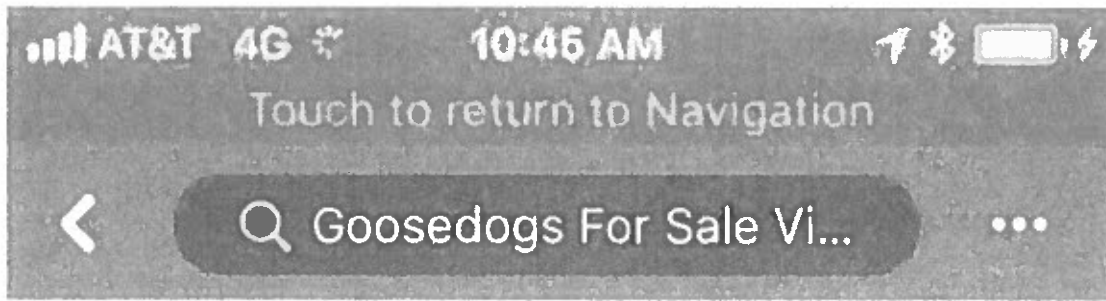 AT&T 4G 10:46 AM
Touch to return to Navigation
Goosedogs For Sale Vi...